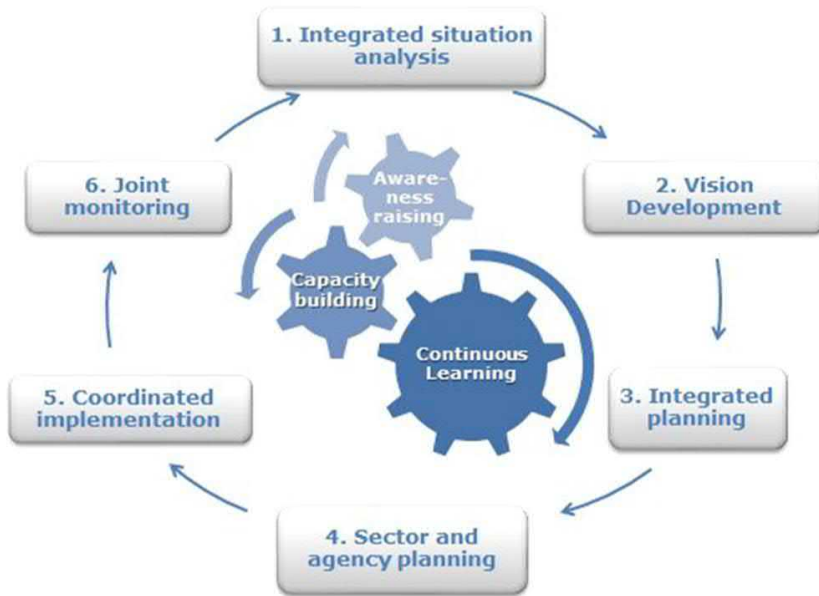 1. Integrated situation
analysis
2. Vision
Development
3. Integrated
planning
4. Sector and
agency planning
5. Coordinated
implementation
6. Joint
monitoring
Aware-
ness
raising
Capacity
building
Continuous
Learning